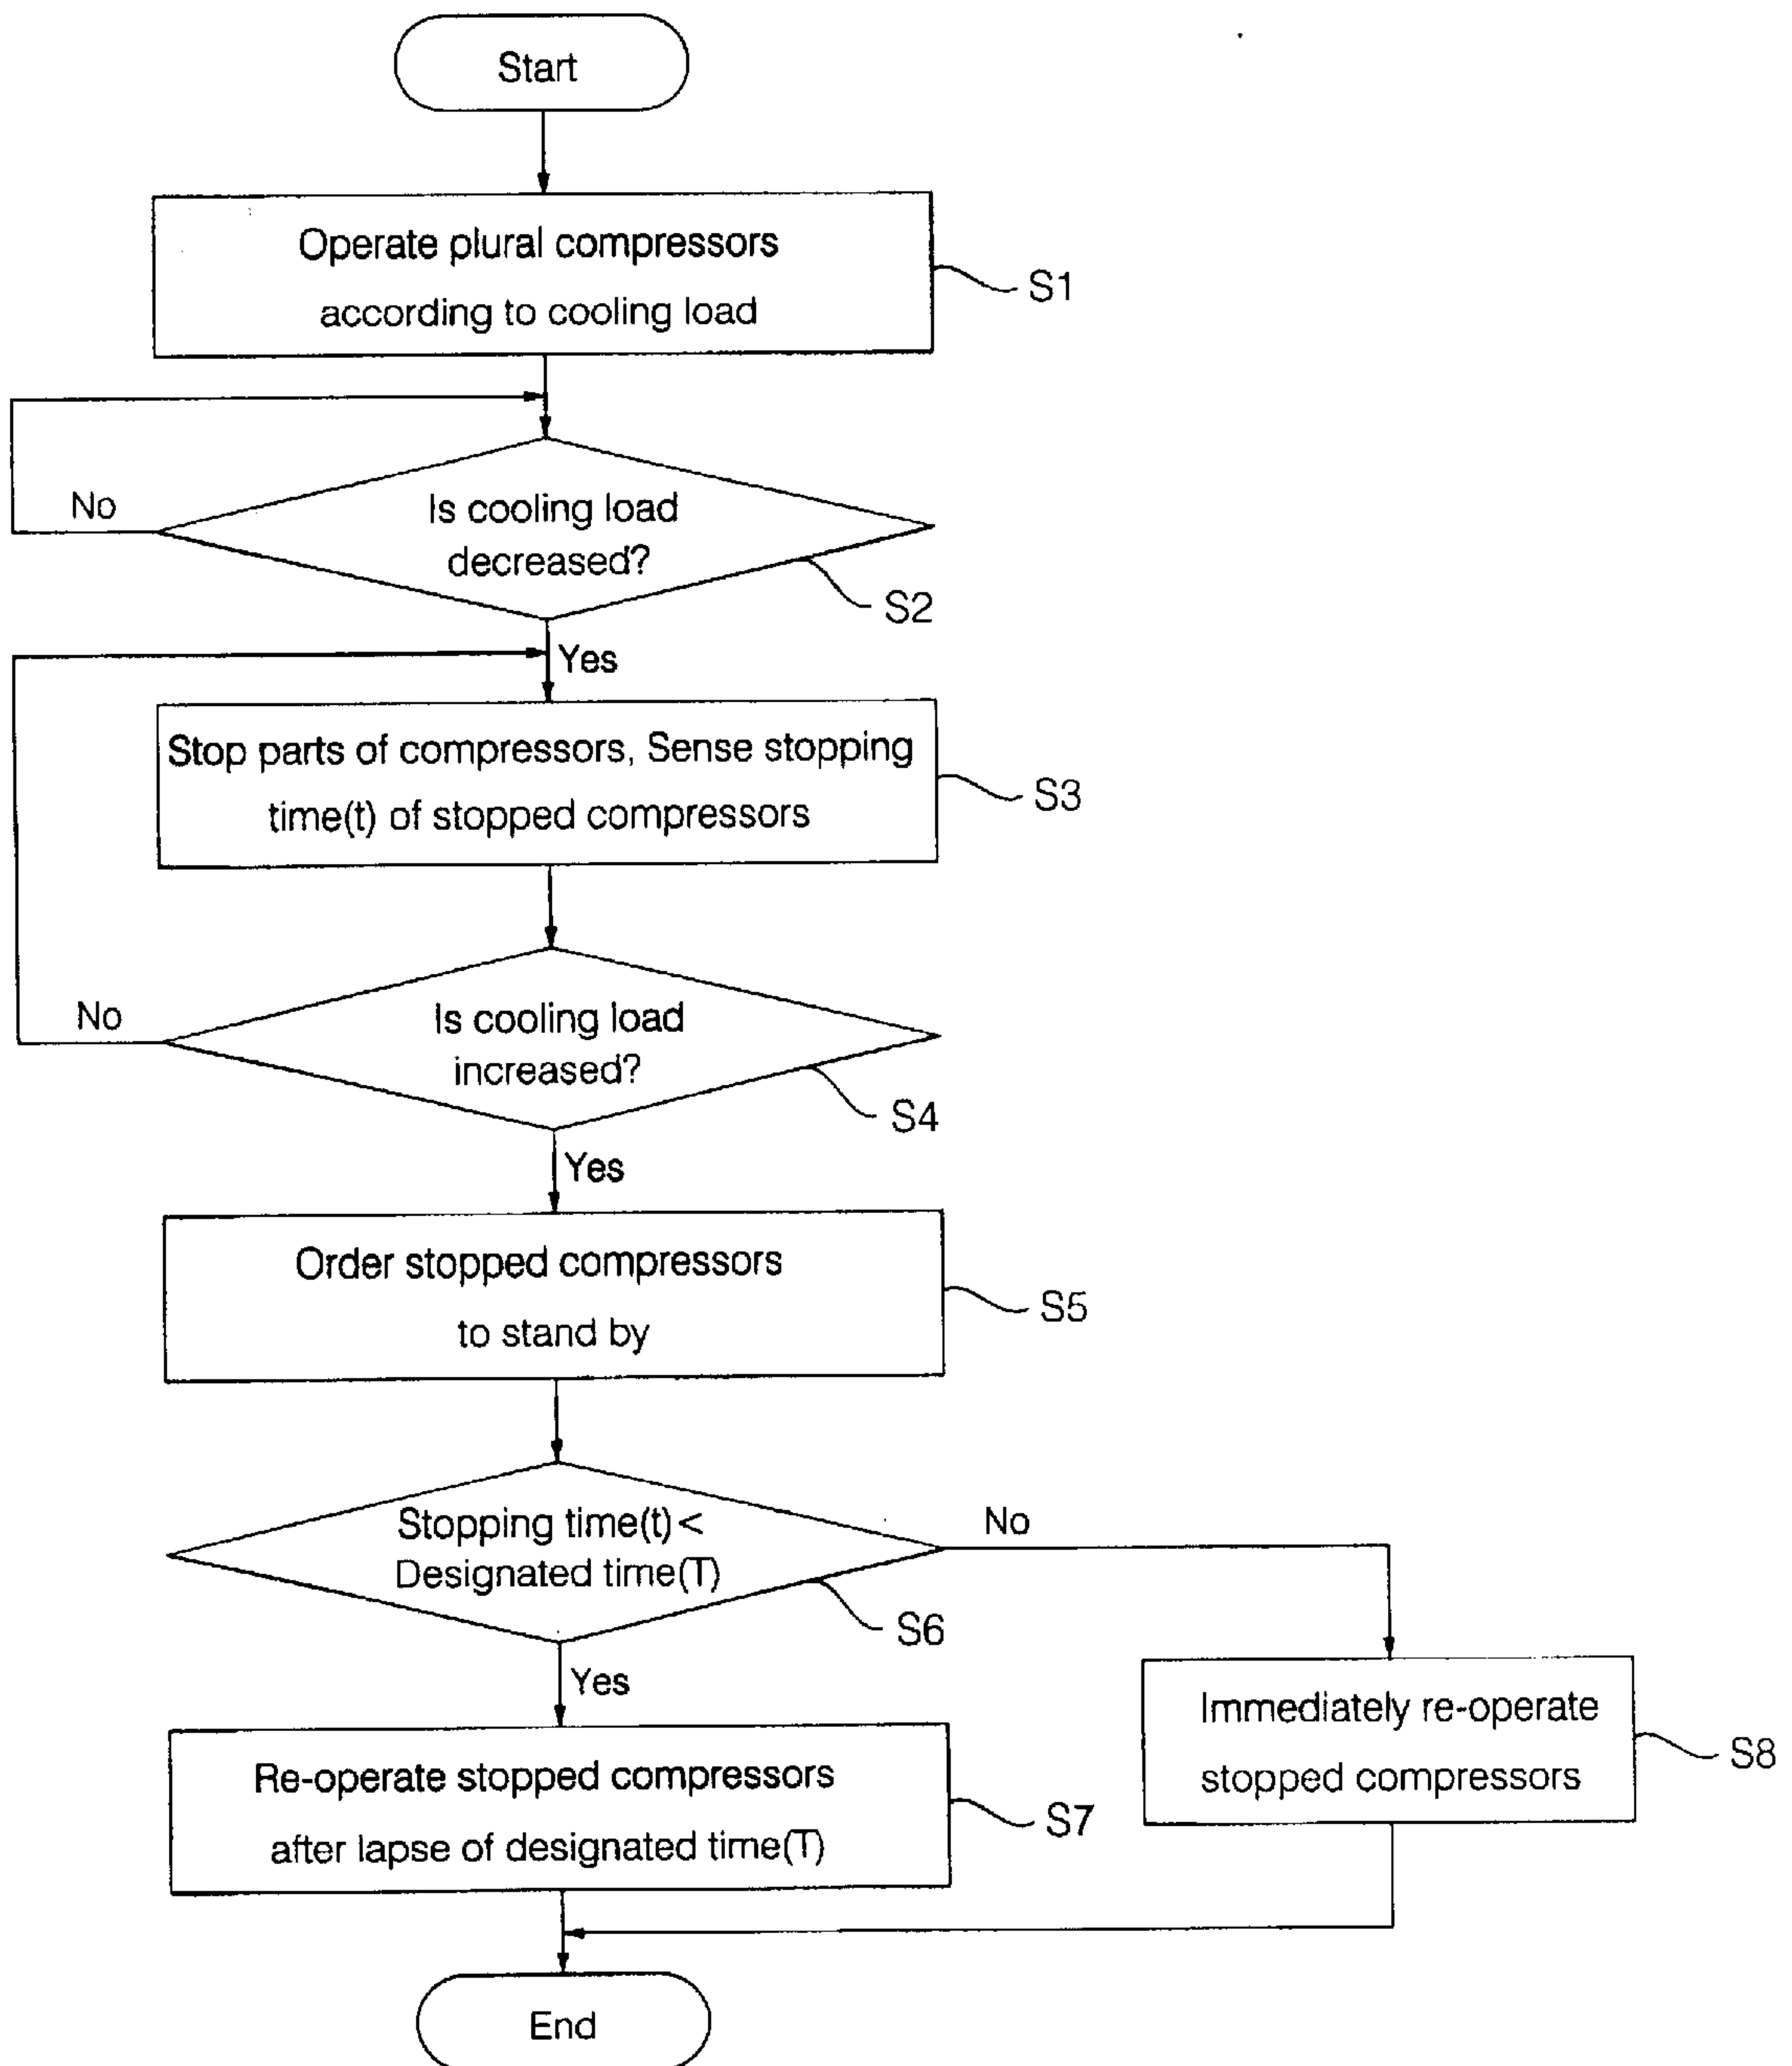 Start
Operate plural compressors
according to cooling load
S1
No
Is cooling load
decreased?
S2
Yes
Stop parts of compressors, Sense stopping
time(t) of stopped compressors
S3
No
Is cooling load
increased?
S4
Yes
Order stopped compressors
to stand by
S5
Stopping time(t)<
Designated time(T)
No
S6
Yes
Immediately re-operate
stopped compressors
S8
Re-operate stopped compressors
after lapse of designated time(T)
S7
End